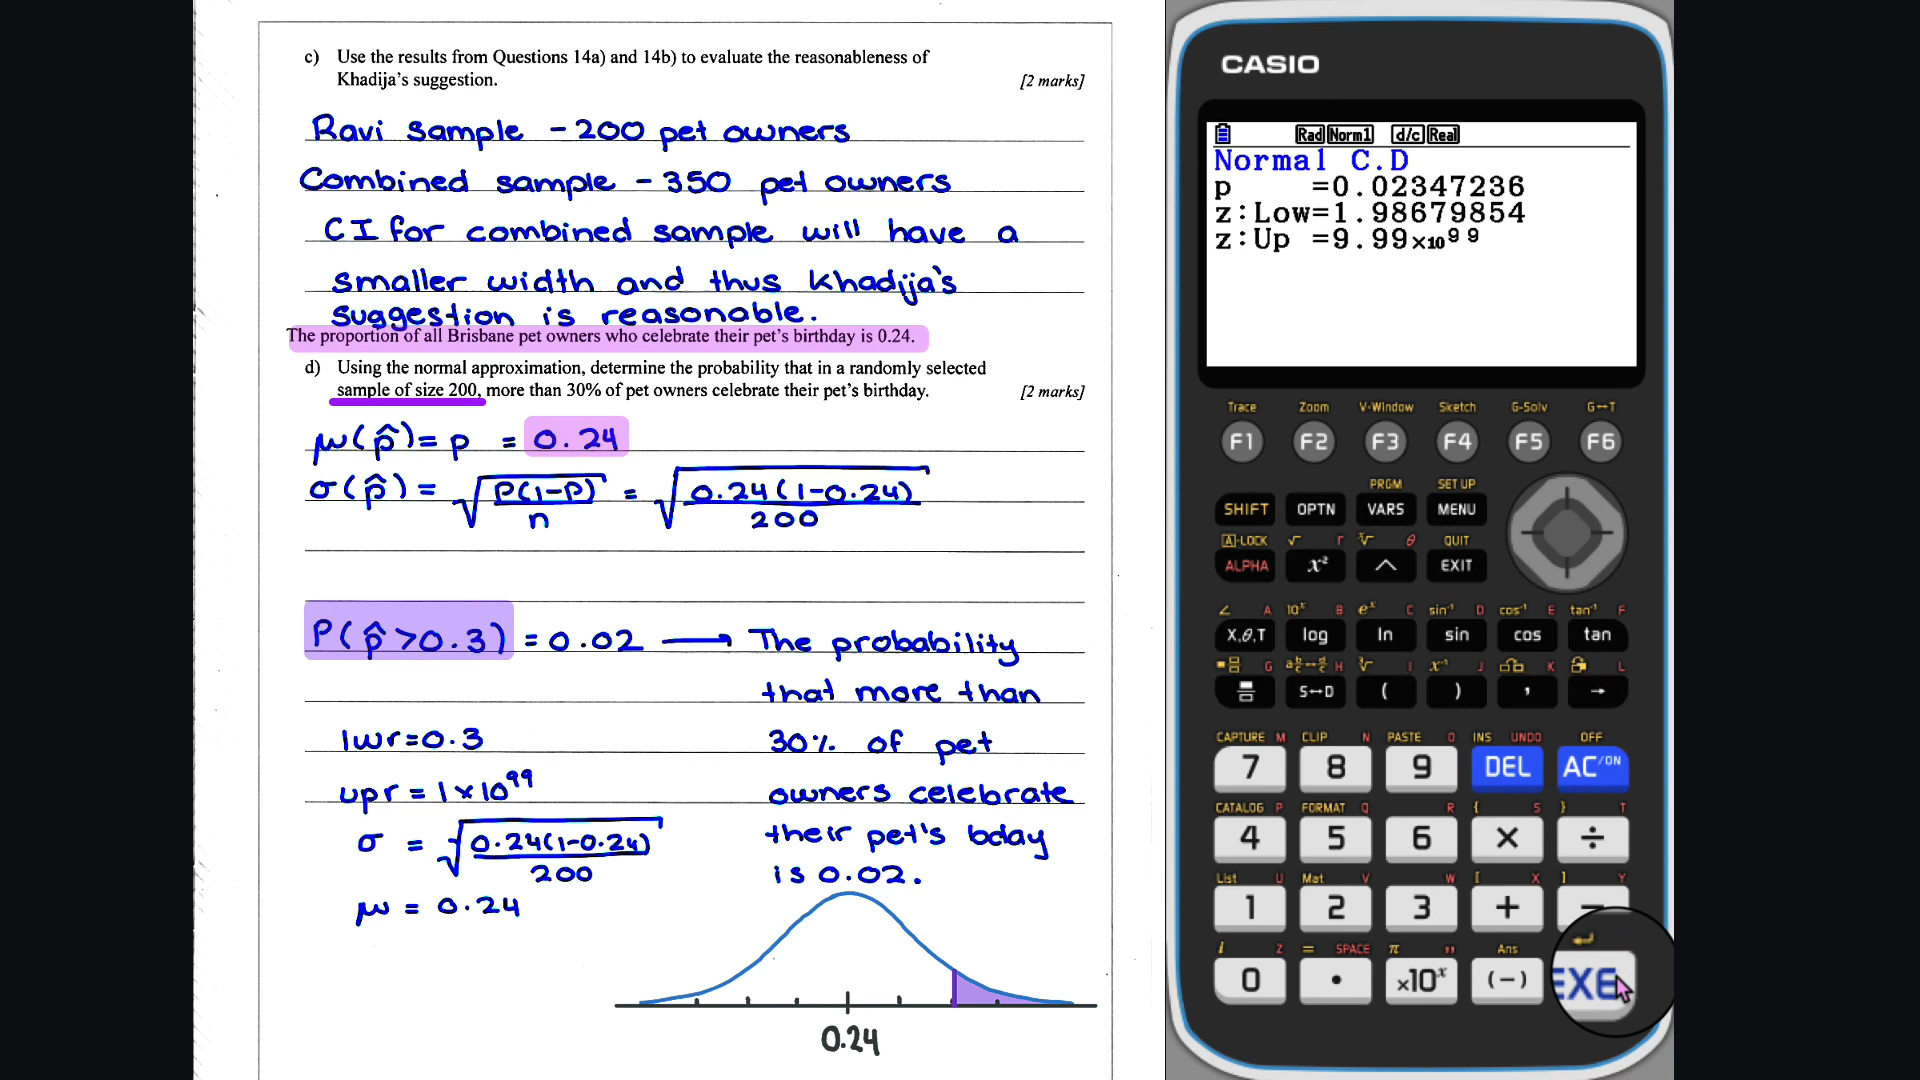 c) Use the results from Questions 14a) and 14b) to evaluate the reasonableness of
Khadija's suggestion. [2 marks]
Ravi sample - 200 pet owners
Combined sample - 350 pet owners
CI for combined sample will have a
smaller width and thus Khadija's
suggestion is reasonable.
The proportion of all Brisbane pet owners who celebrate their pet's birthday is 0.24.
d) Using the normal approximation, determine the probability that in a randomly selected
sample of size 200, more than 30% of pet owners celebrate their pet's birthday. [2 marks]
μ(p̂) = p = 0.24
σ(p̂) = √(P(1-P)/n) = √(0.24(1-0.24)/200)
P(p̂ > 0.3) = 0.02 → The probability
that more than
lwr = 0.3 30% of pet
upr = 1×10⁹⁹ owners celebrate
σ = √(0.24(1-0.24)/200) their pet's bday
is 0.02.
μ = 0.24
0.24
CASIO
Rad Norm1 d/c Real
Normal C.D
p =0.02347236
z:Low=1.98679854
z:Up =9.99×10⁹⁹
Trace Zoom V-Window Sketch G-Solv G↔T
F1 F2 F3 F4 F5 F6
PRGM SET UP
SHIFT OPTN VARS MENU
A-LOCK √ r ˣ√ θ QUIT
ALPHA x² ^ EXIT
∠ A 10ˣ B eˣ C sin⁻¹ D cos⁻¹ E tan⁻¹ F
X,θ,T log ln sin cos tan
G H ³√ I x⁻¹ J K L
S↔D ( ) , →
CAPTURE M CLIP N PASTE O INS UNDO OFF
7 8 9 DEL AC/ON
CATALOG P FORMAT Q R { S } T
4 5 6 × ÷
List U Mat V W [ X ] Y
1 2 3 + −
i Z = SPACE π " Ans
0 • ×10ˣ (−) EXE